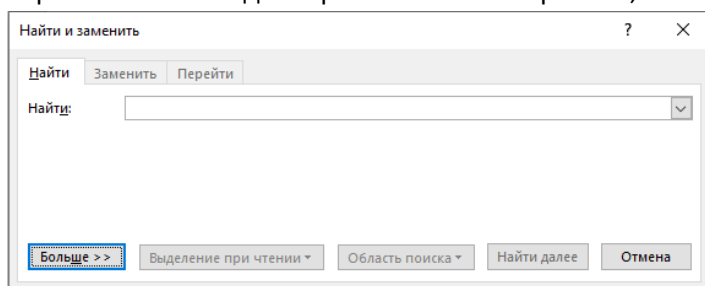 Найти и заменить ? ×
Найти Заменить Перейти
Найти:
Больше >> Выделение при чтении Область поиска Найти далее Отмена